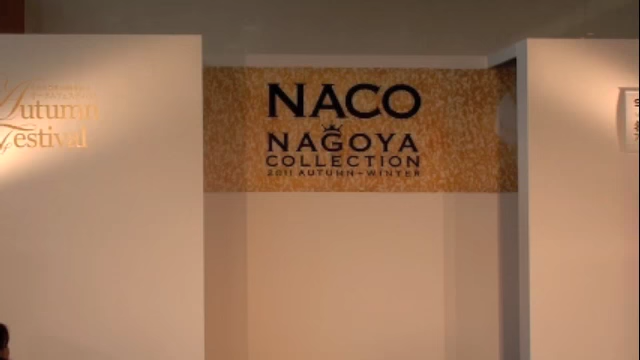 Autumn
Festival
NACO
NAGOYA
COLLECTION
2011 AUTUMN-WINTER